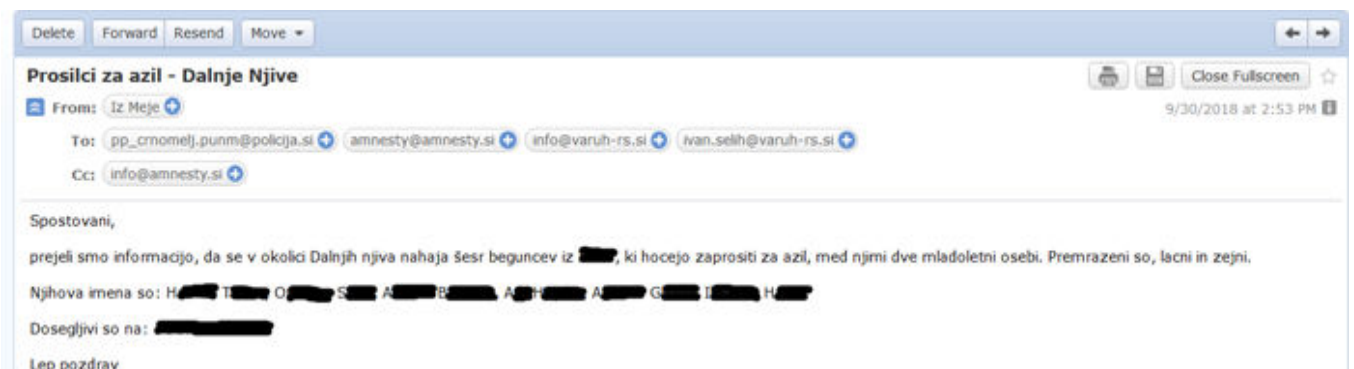 Delete Forward Resend Move
Prosilci za azil - Dalnje Njive
Close Fullscreen
From: Iz Meje
9/30/2018 at 2:53 PM
To: pp_crnomelj.punm@policija.si amnesty@amnesty.si info@varuh-rs.si ivan.selih@varuh-rs.si
Cc: info@amnesty.si
Spostovani,
prejeli smo informacijo, da se v okolici Dalnjih njiva nahaja šesr beguncev iz , ki hocejo zaprositi za azil, med njimi dve mladoletni osebi. Premrazeni so, lacni in zejni.
Njihova imena so: H T O S A B A H A G I H
Dosegljivi so na:
Lep pozdrav